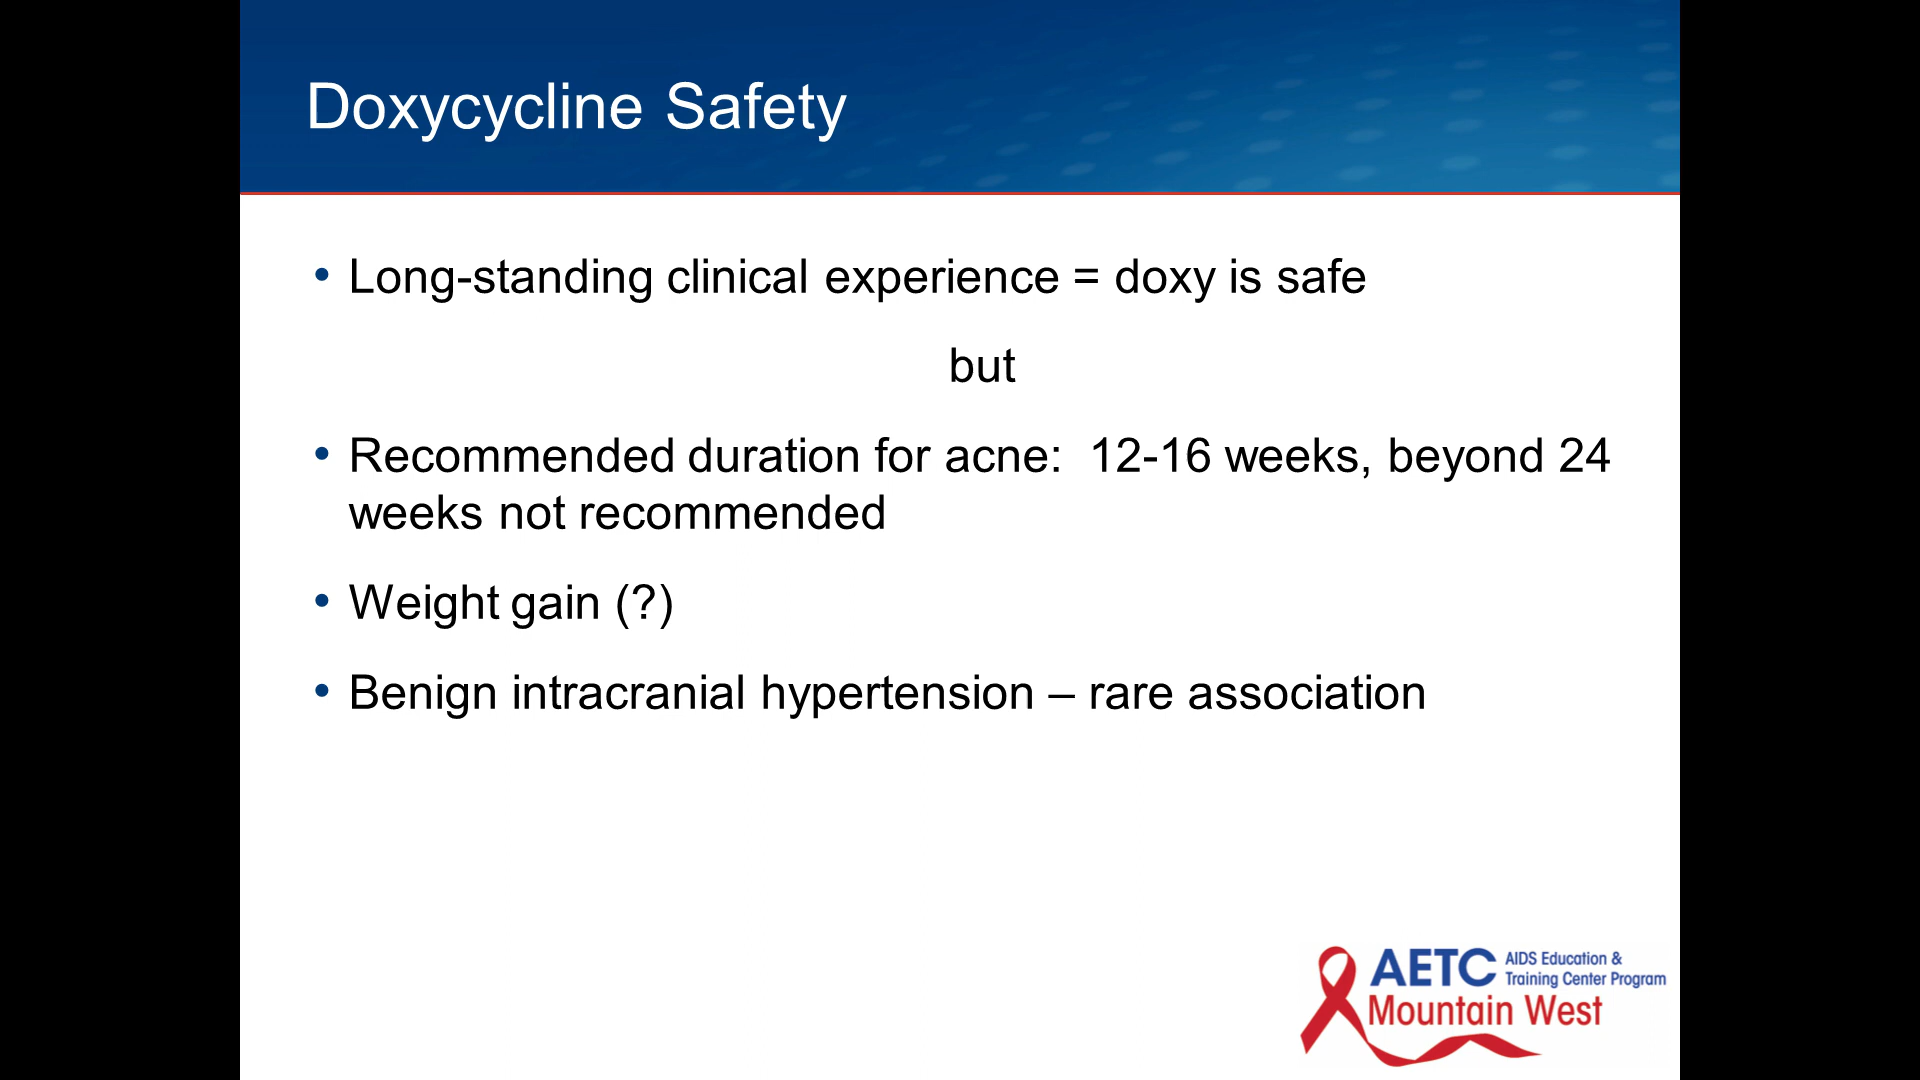 Doxycycline Safety
• Long-standing clinical experience = doxy is safe
but
• Recommended duration for acne:  12-16 weeks, beyond 24
weeks not recommended
• Weight gain (?)
• Benign intracranial hypertension – rare association
AETC AIDS Education &
Training Center Program
Mountain West